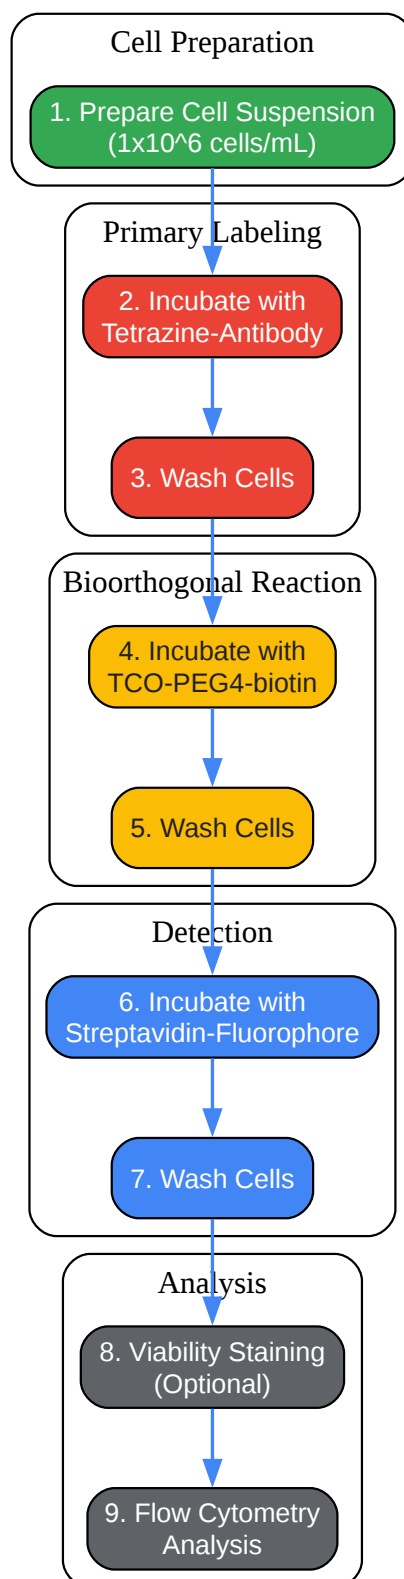 Cell Preparation
1. Prepare Cell Suspension
(1x10^6 cells/mL)
Primary Labeling
2. Incubate with
Tetrazine-Antibody
3. Wash Cells
Bioorthogonal Reaction
4. Incubate with
TCO-PEG4-biotin
5. Wash Cells
Detection
6. Incubate with
Streptavidin-Fluorophore
7. Wash Cells
Analysis
8. Viability Staining
(Optional)
9. Flow Cytometry
Analysis